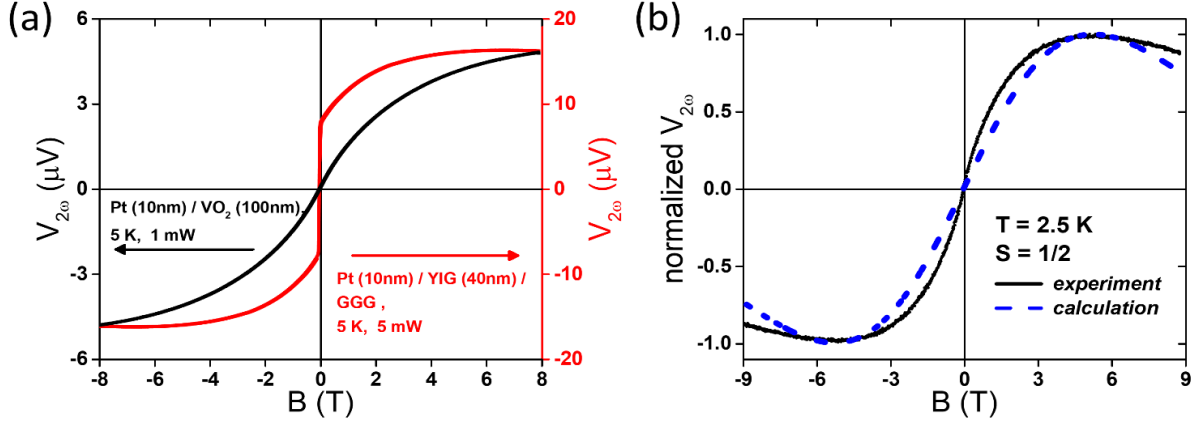 (a)
6
3
0
-3
-6
V2ω (μV)
20
10
0
-10
-20
V2ω (μV)
Pt (10nm) / VO2 (100nm),
5 K, 1 mW
Pt (10nm) / YIG (40nm) /
GGG ,
5 K, 5 mW
-8
-4
-2
0
2
4
6
8
-6
B (T)
(b)
1.0
0.5
0.0
-0.5
-1.0
normalized V2ω
T = 2.5 K
S = 1/2
experiment
calculation
-9
-6
-3
0
3
6
9
B (T)